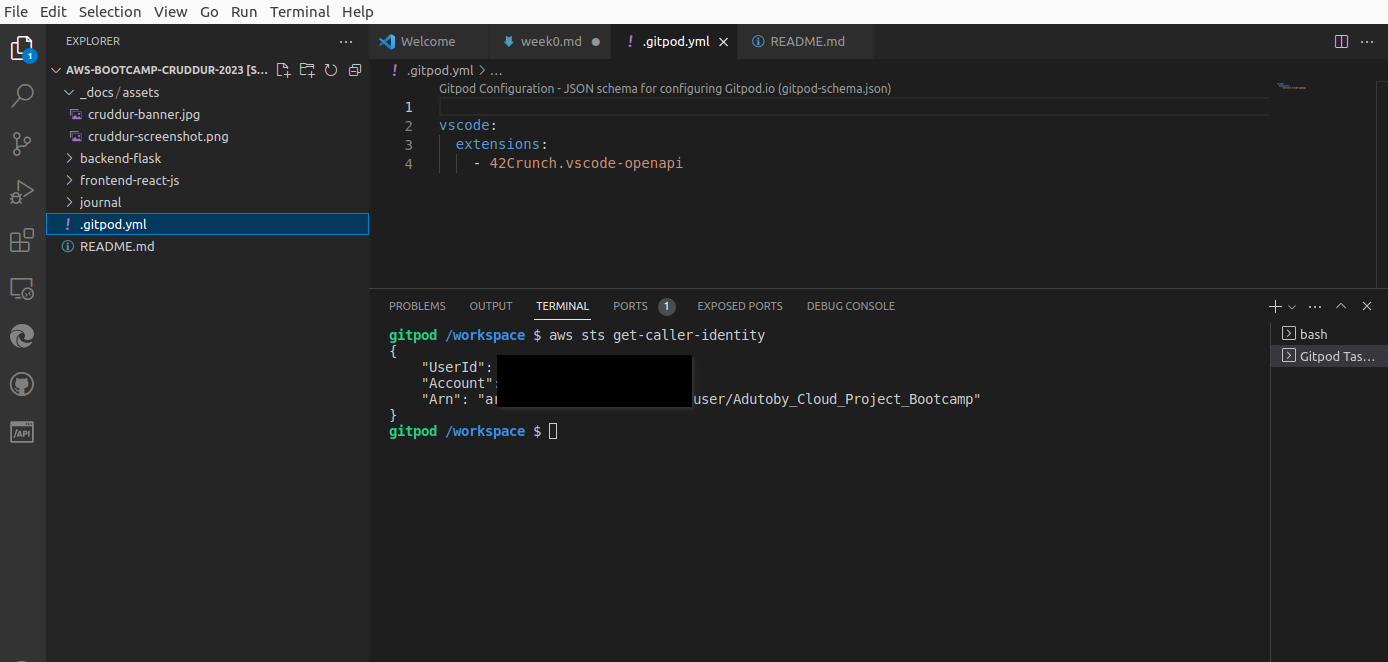 File Edit Selection View Go Run Terminal Help
EXPLORER
AWS-BOOTCAMP-CRUDDUR-2023 [S...
_docs / assets
cruddur-banner.jpg
cruddur-screenshot.png
backend-flask
frontend-react-js
journal
! .gitpod.yml
README.md
1
/API
Welcome week0.md ! .gitpod.yml README.md
! .gitpod.yml > ...
Gitpod Configuration - JSON schema for configuring Gitpod.io (gitpod-schema.json)
1
2 vscode:
3 extensions:
4 - 42Crunch.vscode-openapi
PROBLEMS OUTPUT TERMINAL PORTS 1 EXPOSED PORTS DEBUG CONSOLE
gitpod /workspace $ aws sts get-caller-identity
{
"UserId":
"Account":
"Arn": "ar user/Adutoby_Cloud_Project_Bootcamp"
}
gitpod /workspace $
bash
Gitpod Tas...